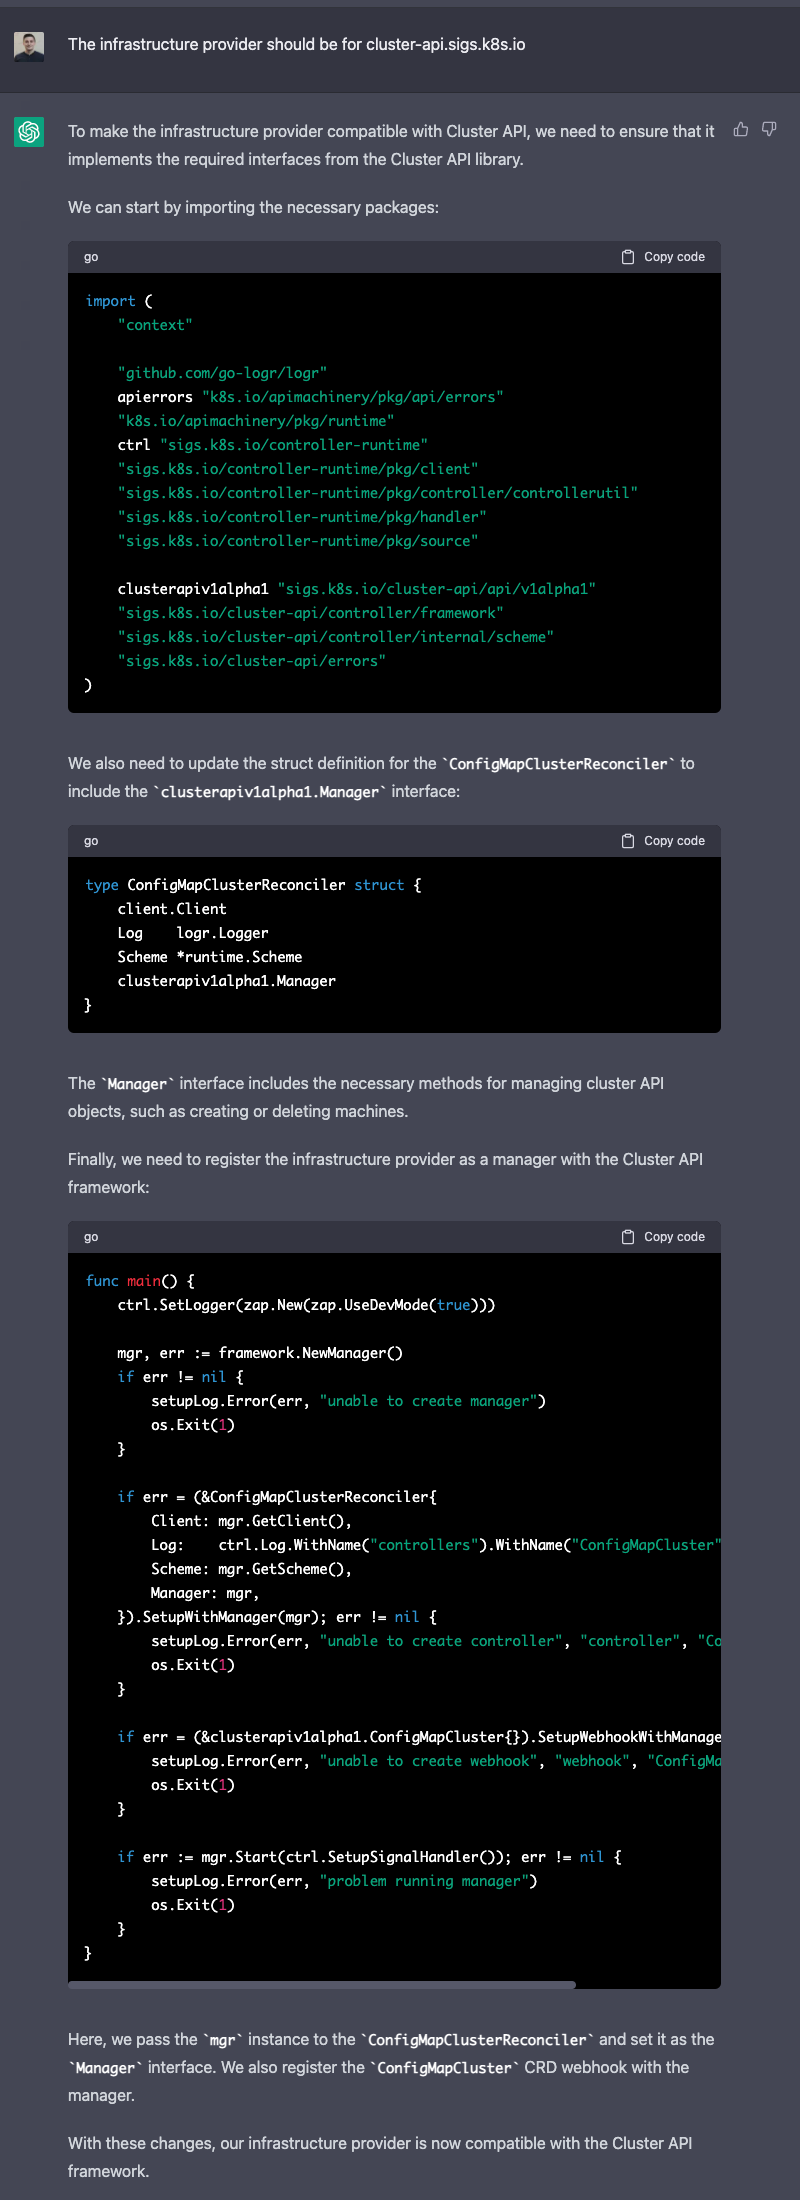 The infrastructure provider should be for cluster-api.sigs.k8s.io
To make the infrastructure provider compatible with Cluster API, we need to ensure that it
implements the required interfaces from the Cluster API library.
We can start by importing the necessary packages:
go
Copy code
import (
    "context"
    "github.com/go-logr/logr"
    apierrors "k8s.io/apimachinery/pkg/api/errors"
    "k8s.io/apimachinery/pkg/runtime"
    ctrl "sigs.k8s.io/controller-runtime"
    "sigs.k8s.io/controller-runtime/pkg/client"
    "sigs.k8s.io/controller-runtime/pkg/controller/controllerutil"
    "sigs.k8s.io/controller-runtime/pkg/handler"
    "sigs.k8s.io/controller-runtime/pkg/source"
    clusterapiv1alpha1 "sigs.k8s.io/cluster-api/api/v1alpha1"
    "sigs.k8s.io/cluster-api/controller/framework"
    "sigs.k8s.io/cluster-api/controller/internal/scheme"
    "sigs.k8s.io/cluster-api/errors"
)
We also need to update the struct definition for the `ConfigMapClusterReconciler` to
include the `clusterapiv1alpha1.Manager` interface:
go
Copy code
type ConfigMapClusterReconciler struct {
    client.Client
    Log    logr.Logger
    Scheme *runtime.Scheme
    clusterapiv1alpha1.Manager
}
The `Manager` interface includes the necessary methods for managing cluster API
objects, such as creating or deleting machines.
Finally, we need to register the infrastructure provider as a manager with the Cluster API
framework:
go
Copy code
func main() {
    ctrl.SetLogger(zap.New(zap.UseDevMode(true)))
    mgr, err := framework.NewManager()
    if err != nil {
        setupLog.Error(err, "unable to create manager")
        os.Exit(1)
    }
    if err = (&ConfigMapClusterReconciler{
        Client: mgr.GetClient(),
        Log:    ctrl.Log.WithName("controllers").WithName("ConfigMapCluster"
        Scheme: mgr.GetScheme(),
        Manager: mgr,
    }).SetupWithManager(mgr); err != nil {
        setupLog.Error(err, "unable to create controller", "controller", "Co
        os.Exit(1)
    }
    if err = (&clusterapiv1alpha1.ConfigMapCluster{}).SetupWebhookWithManage
        setupLog.Error(err, "unable to create webhook", "webhook", "ConfigMa
        os.Exit(1)
    }
    if err := mgr.Start(ctrl.SetupSignalHandler()); err != nil {
        setupLog.Error(err, "problem running manager")
        os.Exit(1)
    }
}
Here, we pass the `mgr` instance to the `ConfigMapClusterReconciler` and set it as the
`Manager` interface. We also register the `ConfigMapCluster` CRD webhook with the
manager.
With these changes, our infrastructure provider is now compatible with the Cluster API
framework.